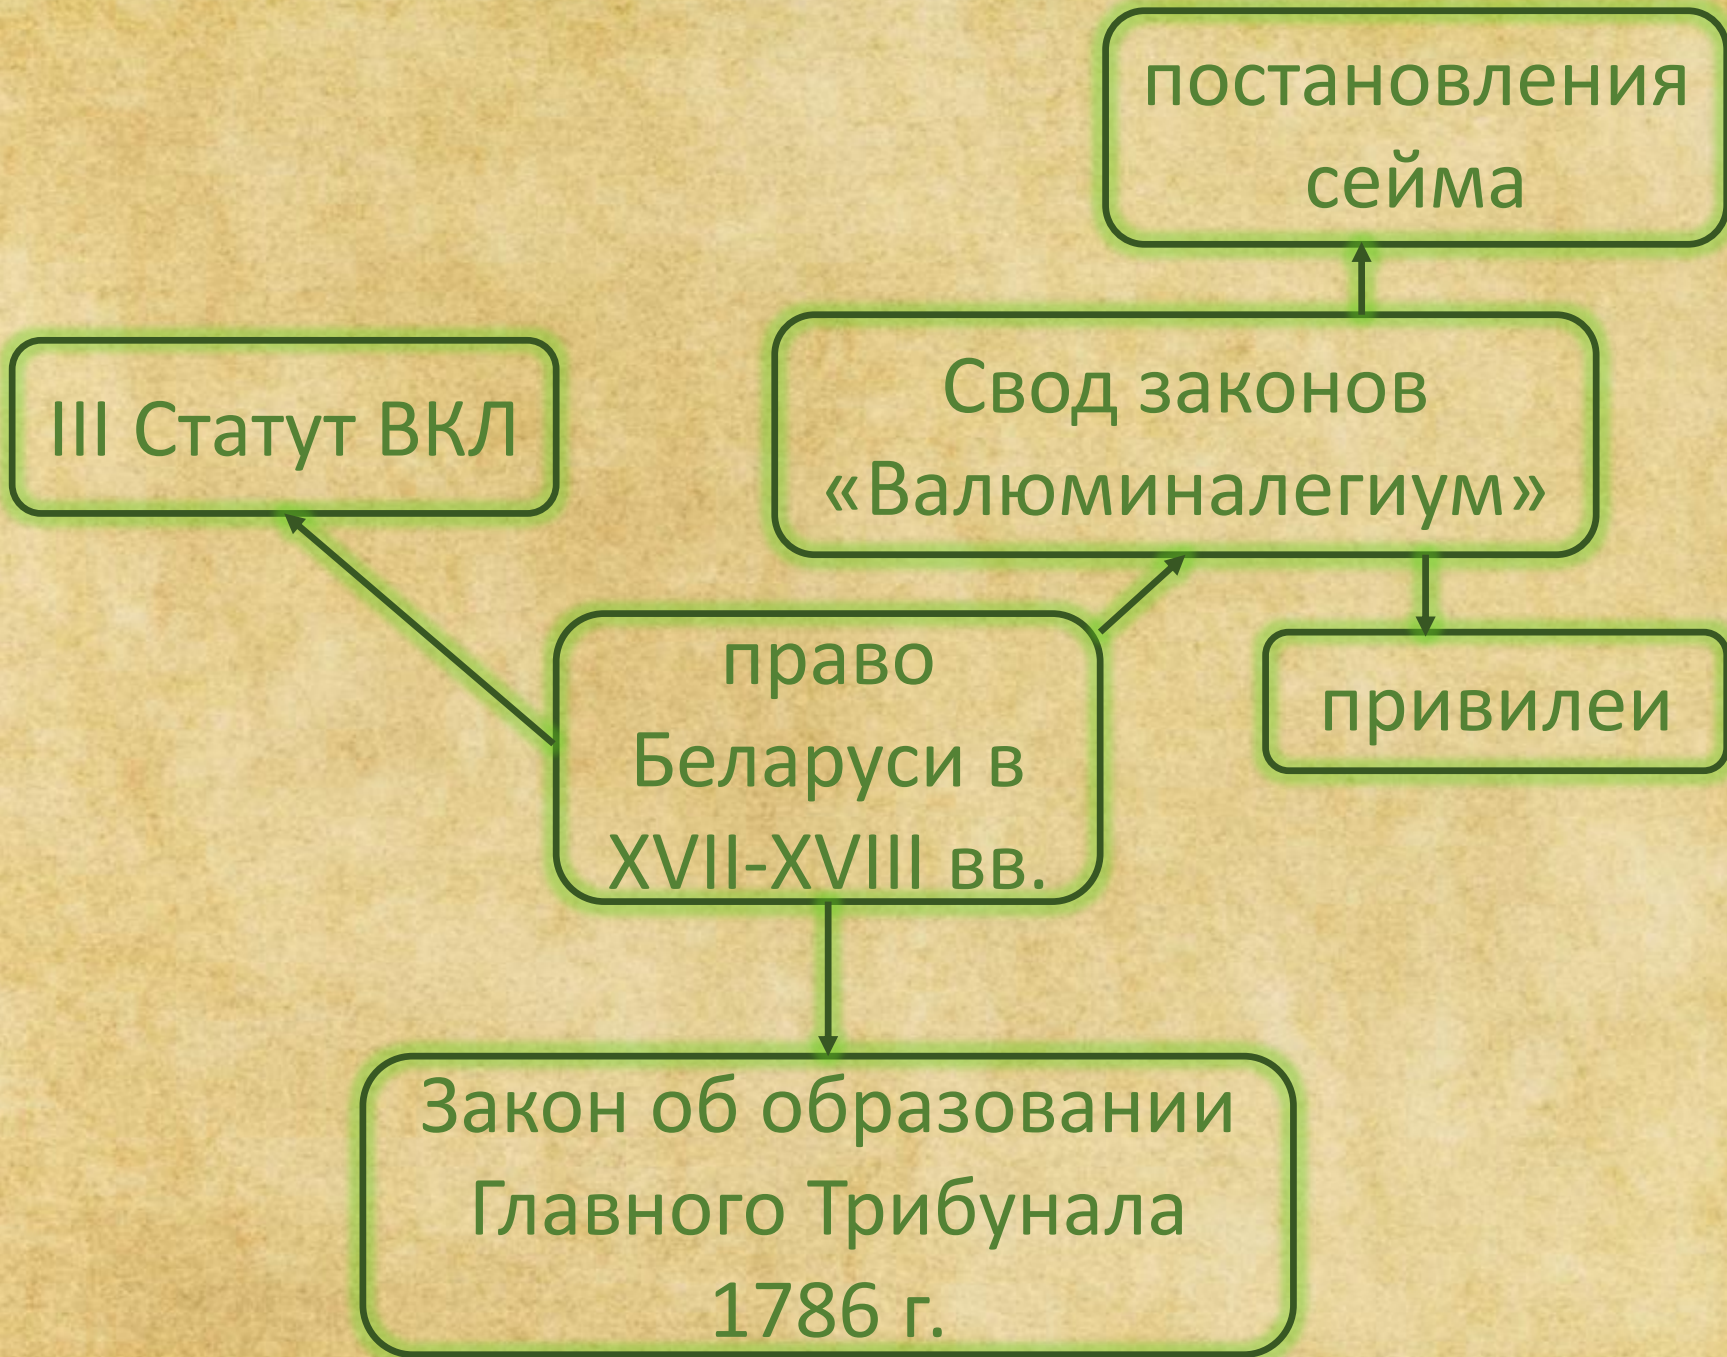 постановления
сейма
III Статут ВКЛ
Свод законов
«Валюминалегиум»
право
Беларуси в
XVII-XVIII вв.
привилеи
Закон об образовании
Главного Трибунала
1786 г.